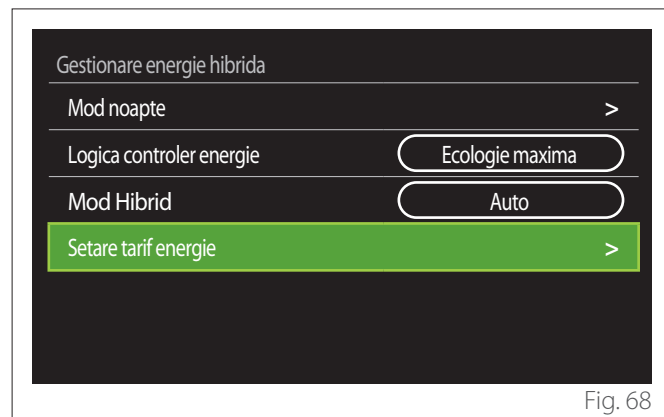 Gestionare energie hibrida
Mod noapte >
Logica controler energie Ecologie maxima
Mod Hibrid Auto
Setare tarif energie >
Fig. 68